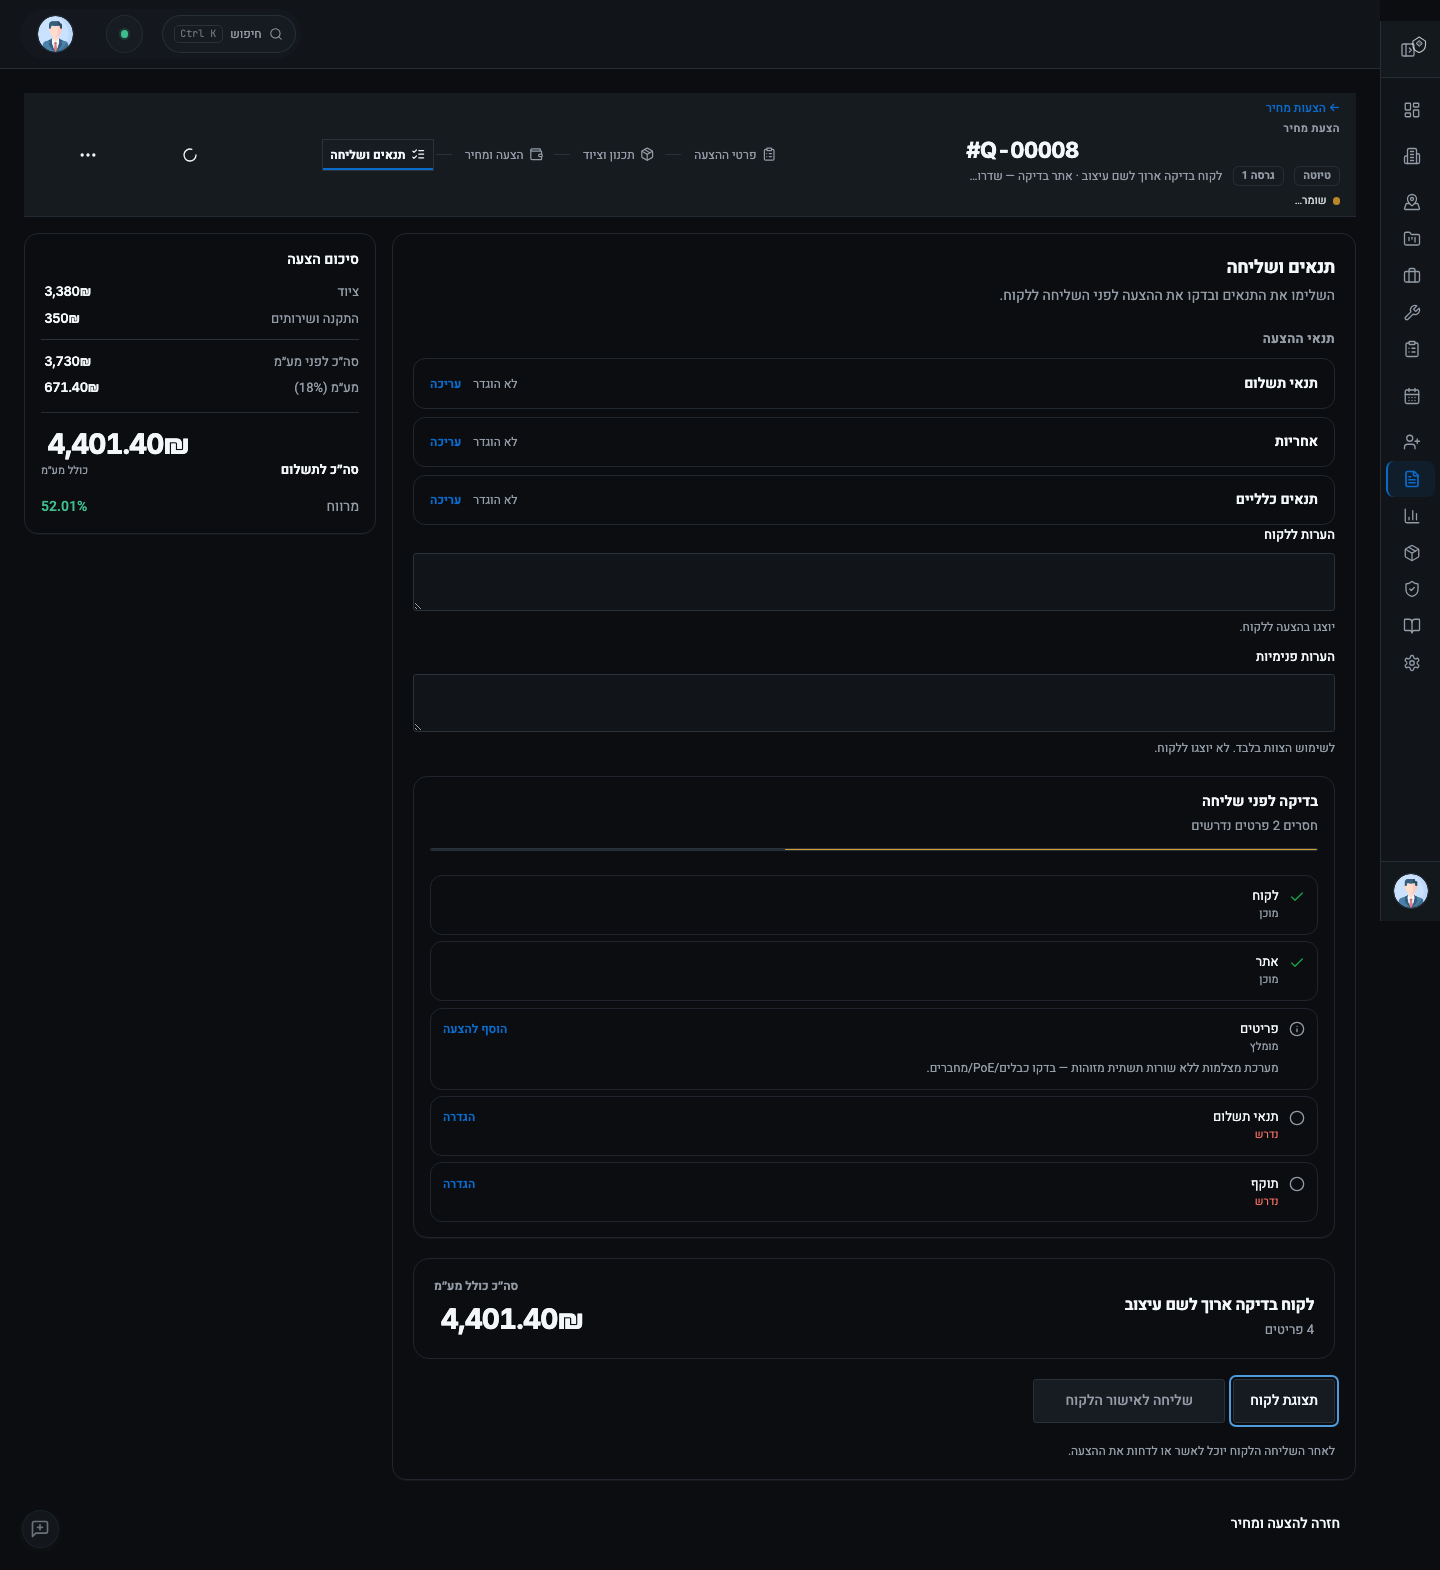 חיפוש Ctrl K
← הצעות מחיר
הצעת מחיר
#Q-00008
טיוטה גרסה 1 לקוח בדיקה ארוך לשם עיצוב · אתר בדיקה — שדרו...
שומר...
פרטי ההצעה
תכנון וציוד
הצעה ומחיר
תנאים ושליחה
תנאים ושליחה
השלימו את התנאים ובדקו את ההצעה לפני השליחה ללקוח.
תנאי ההצעה
תנאי תשלום לא הוגדר עריכה
אחריות לא הוגדר עריכה
תנאים כלליים לא הוגדר עריכה
הערות ללקוח
יוצגו בהצעה ללקוח.
הערות פנימיות
לשימוש הצוות בלבד. לא יוצגו ללקוח.
בדיקה לפני שליחה
חסרים 2 פרטים נדרשים
לקוח
מוכן
אתר
מוכן
פריטים הוסף להצעה
מומלץ
מערכת מצלמות ללא שורות תשתית מזוהות — בדקו כבלים/PoE/מחברים.
תנאי תשלום הגדרה
נדרש
תוקף הגדרה
נדרש
לקוח בדיקה ארוך לשם עיצוב
4 פריטים
סה״כ כולל מע״מ
4,401.40₪
תצוגת לקוח
שליחה לאישור הלקוח
לאחר השליחה הלקוח יוכל לאשר או לדחות את ההצעה.
חזרה להצעה ומחיר
סיכום הצעה
ציוד 3,380₪
התקנה ושירותים 350₪
סה״כ לפני מע״מ 3,730₪
מע״מ (18%) 671.40₪
סה״כ לתשלום 4,401.40₪
כולל מע״מ
מרווח 52.01%